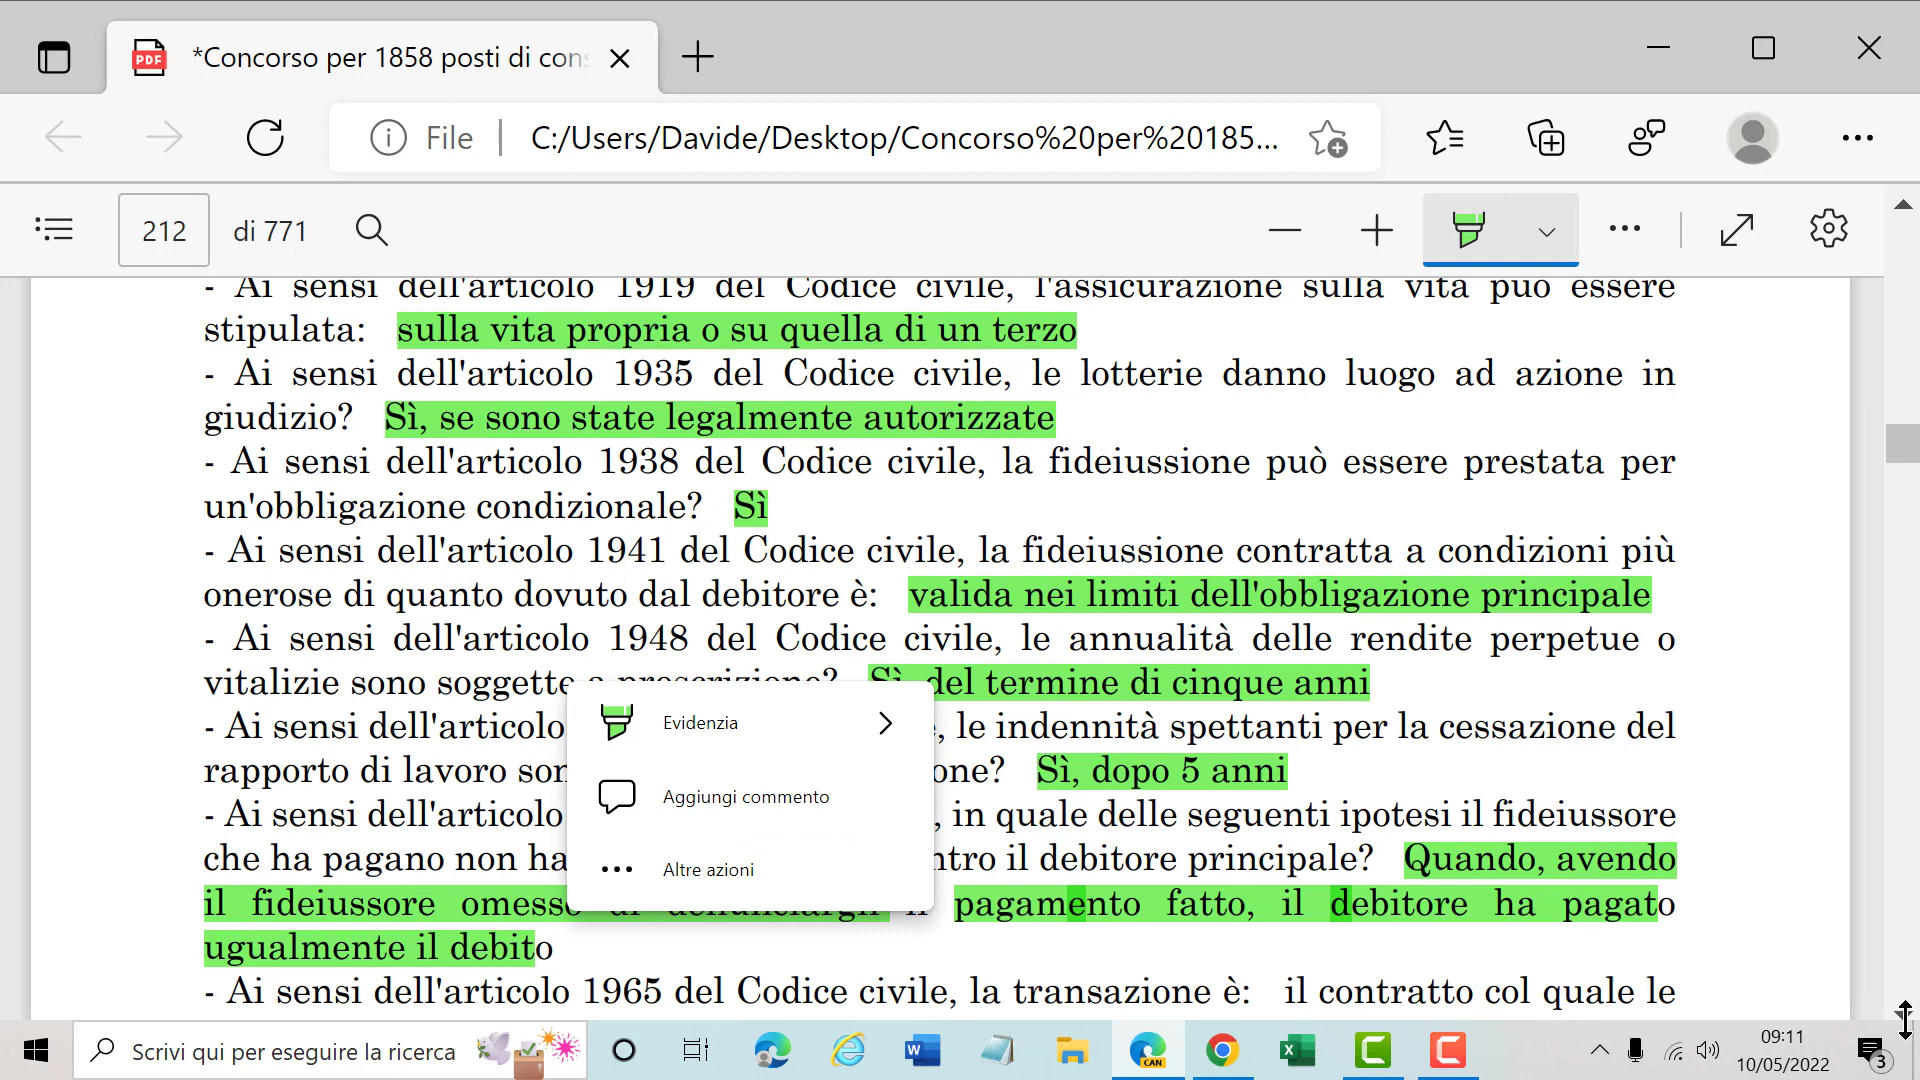 *Concorso per 1858 posti di cons
File
C:/Users/Davide/Desktop/Concorso%20per%20185...
212 di 771
- Ai sensi dell'articolo 1919 del Codice civile, l'assicurazione sulla vita può essere
stipulata: sulla vita propria o su quella di un terzo
- Ai sensi dell'articolo 1935 del Codice civile, le lotterie danno luogo ad azione in
giudizio? Sì, se sono state legalmente autorizzate
- Ai sensi dell'articolo 1938 del Codice civile, la fideiussione può essere prestata per
un'obbligazione condizionale? Sì
- Ai sensi dell'articolo 1941 del Codice civile, la fideiussione contratta a condizioni più
onerose di quanto dovuto dal debitore è: valida nei limiti dell'obbligazione principale
- Ai sensi dell'articolo 1948 del Codice civile, le annualità delle rendite perpetue o
vitalizie sono soggette a prescrizione? Sì, del termine di cinque anni
- Ai sensi dell'articolo e, le indennità spettanti per la cessazione del
rapporto di lavoro son one? Sì, dopo 5 anni
- Ai sensi dell'articolo , in quale delle seguenti ipotesi il fideiussore
che ha pagano non ha ntro il debitore principale? Quando, avendo
il fideiussore omesso di denunciargli il pagamento fatto, il debitore ha pagato
ugualmente il debito
- Ai sensi dell'articolo 1965 del Codice civile, la transazione è: il contratto col quale le
Evidenzia
Aggiungi commento
Altre azioni
Scrivi qui per eseguire la ricerca
09:11
10/05/2022
3
PDF
CAN